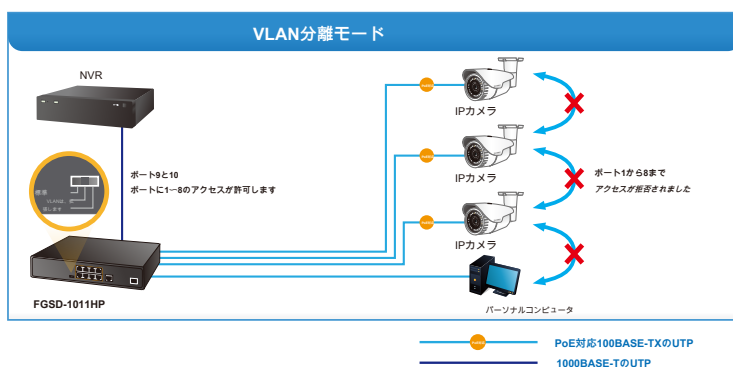 VLAN分離モード
NVR
IPカメラ
ポート9と10
ポートに1〜8のアクセスが許可します
標準
IPカメラ
ポート1から8まで
アクセスが拒否されました
IPカメラ
FGSD-1011HP
パーソナルコンピュータ
PoE対応100BASE-TXのUTP
1000BASE-TのUTP